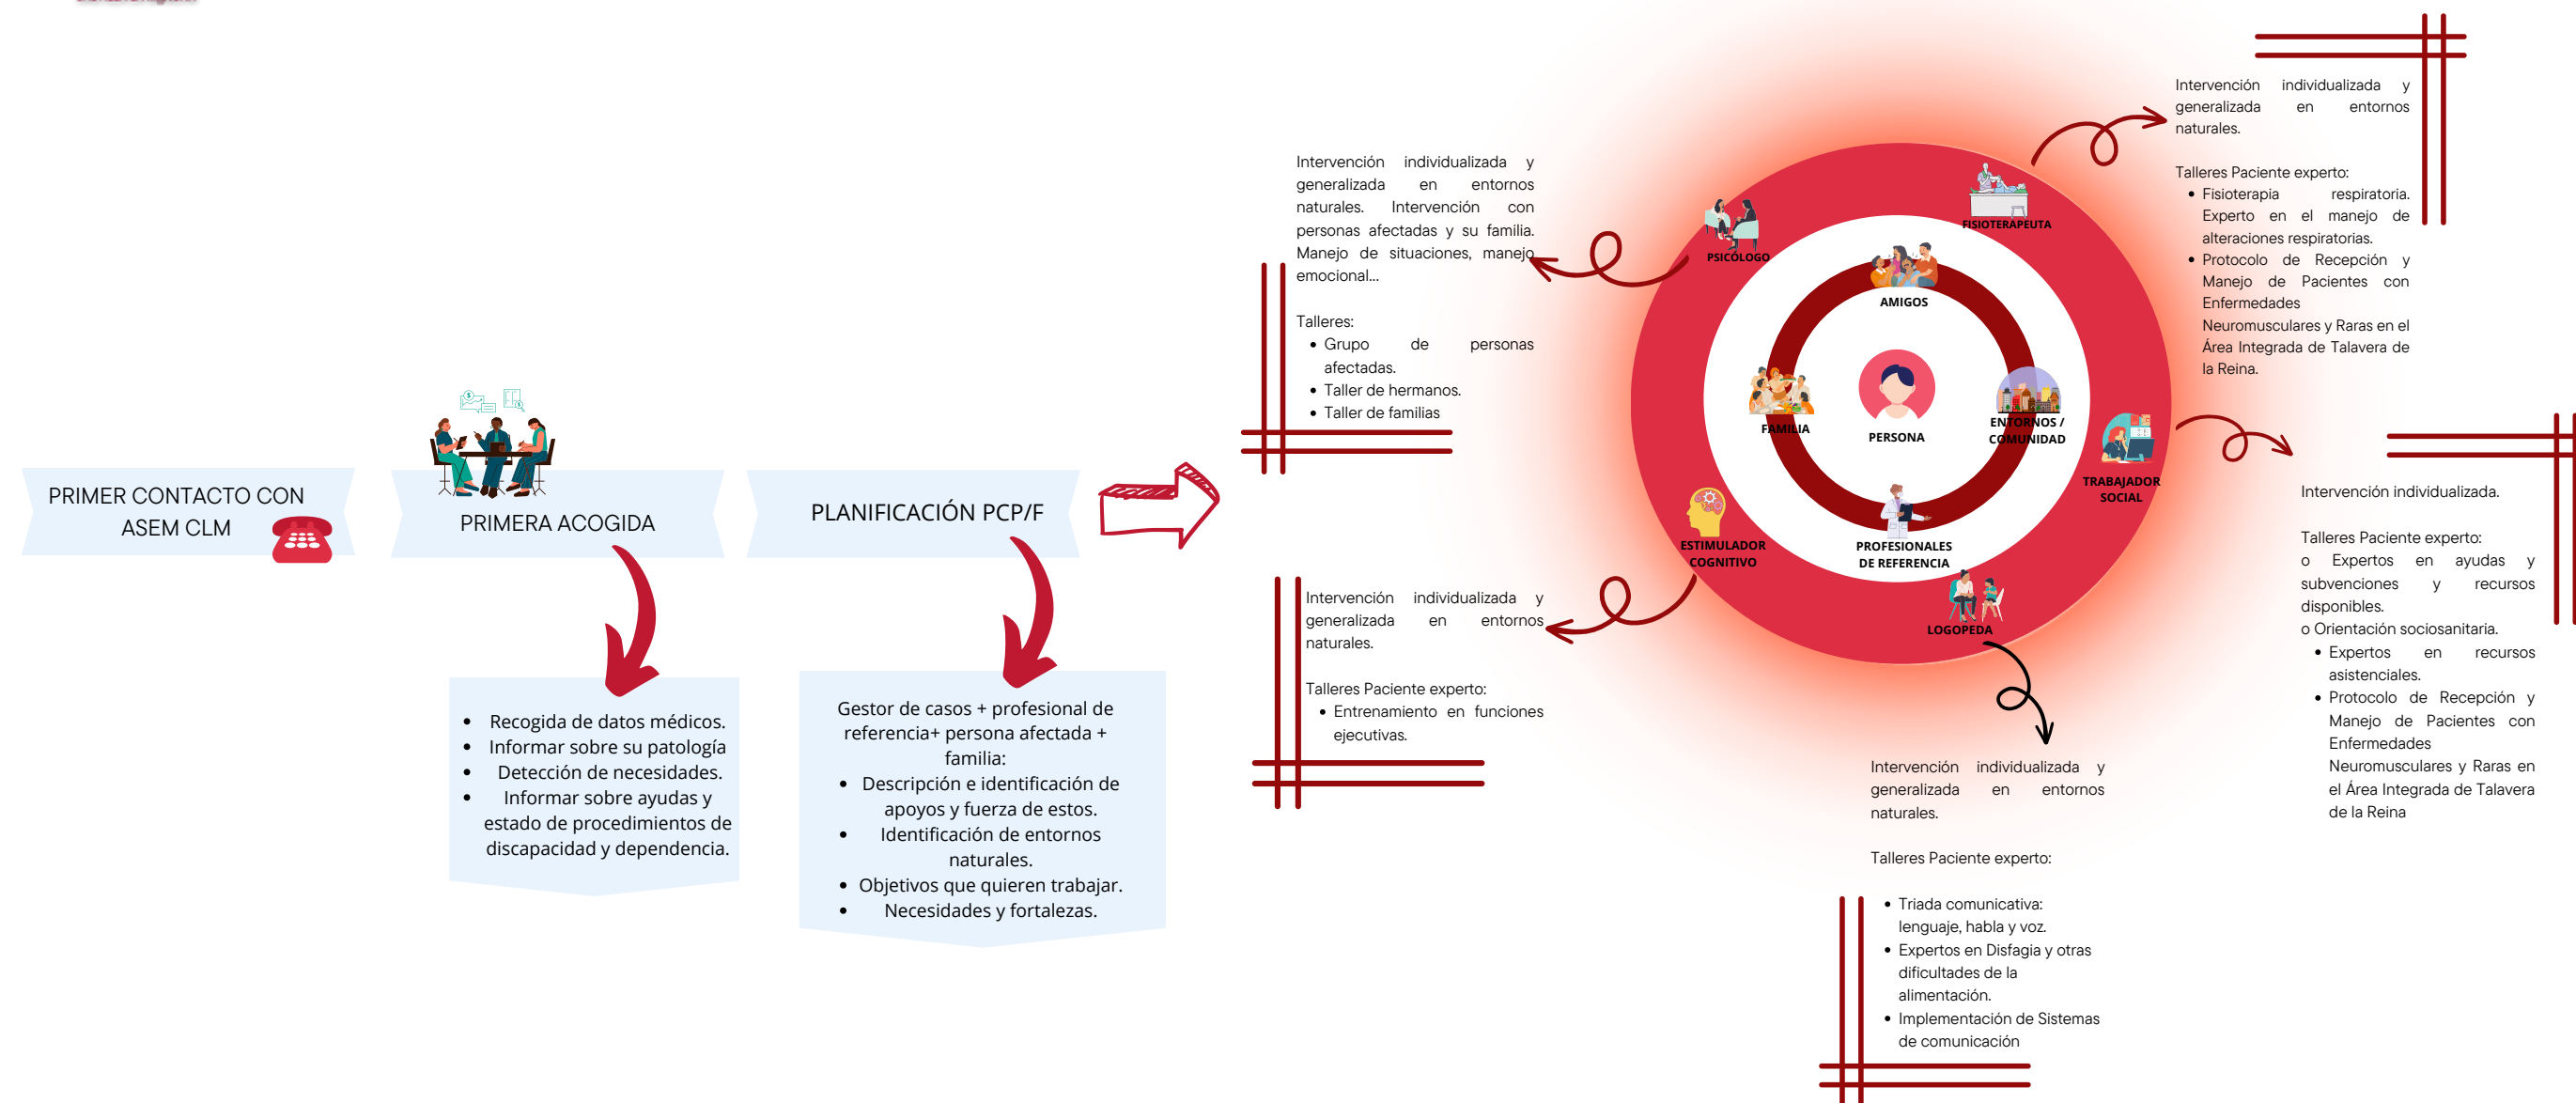 PRIMER CONTACTO CON
ASEM CLM
PRIMERA ACOGIDA
• Recogida de datos médicos.
• Informar sobre su patología
• Detección de necesidades.
• Informar sobre ayudas y
estado de procedimientos de
discapacidad y dependencia.
PLANIFICACIÓN PCP/F
Gestor de casos + profesional de
referencia+ persona afectada +
familia:
• Descripción e identificación de
apoyos y fuerza de estos.
• Identificación de entornos
naturales.
• Objetivos que quieren trabajar.
• Necesidades y fortalezas.
Intervención individualizada y
generalizada en entornos
naturales. Intervención con
personas afectadas y su familia.
Manejo de situaciones, manejo
emocional...
Talleres:
• Grupo de personas
afectadas.
• Taller de hermanos.
• Taller de familias
Intervención individualizada y
generalizada en entornos
naturales.
Talleres Paciente experto:
• Entrenamiento en funciones
ejecutivas.
PSICÓLOGO
FISIOTERAPEUTA
AMIGOS
FAMILIA
PERSONA
ENTORNOS /
COMUNIDAD
TRABAJADOR
SOCIAL
ESTIMULADOR
COGNITIVO
PROFESIONALES
DE REFERENCIA
LOGOPEDA
Intervención individualizada y
generalizada en entornos
naturales.
Talleres Paciente experto:
• Fisioterapia respiratoria.
Experto en el manejo de
alteraciones respiratorias.
• Protocolo de Recepción y
Manejo de Pacientes con
Enfermedades
Neuromusculares y Raras en el
Área Integrada de Talavera de
la Reina.
Intervención individualizada.
Talleres Paciente experto:
o Expertos en ayudas y
subvenciones y recursos
disponibles.
o Orientación sociosanitaria.
• Expertos en recursos
asistenciales.
• Protocolo de Recepción y
Manejo de Pacientes con
Enfermedades
Neuromusculares y Raras en
el Área Integrada de Talavera
de la Reina
Intervención individualizada y
generalizada en entornos
naturales.
Talleres Paciente experto:
• Triada comunicativa:
lenguaje, habla y voz.
• Expertos en Disfagia y otras
dificultades de la
alimentación.
• Implementación de Sistemas
de comunicación